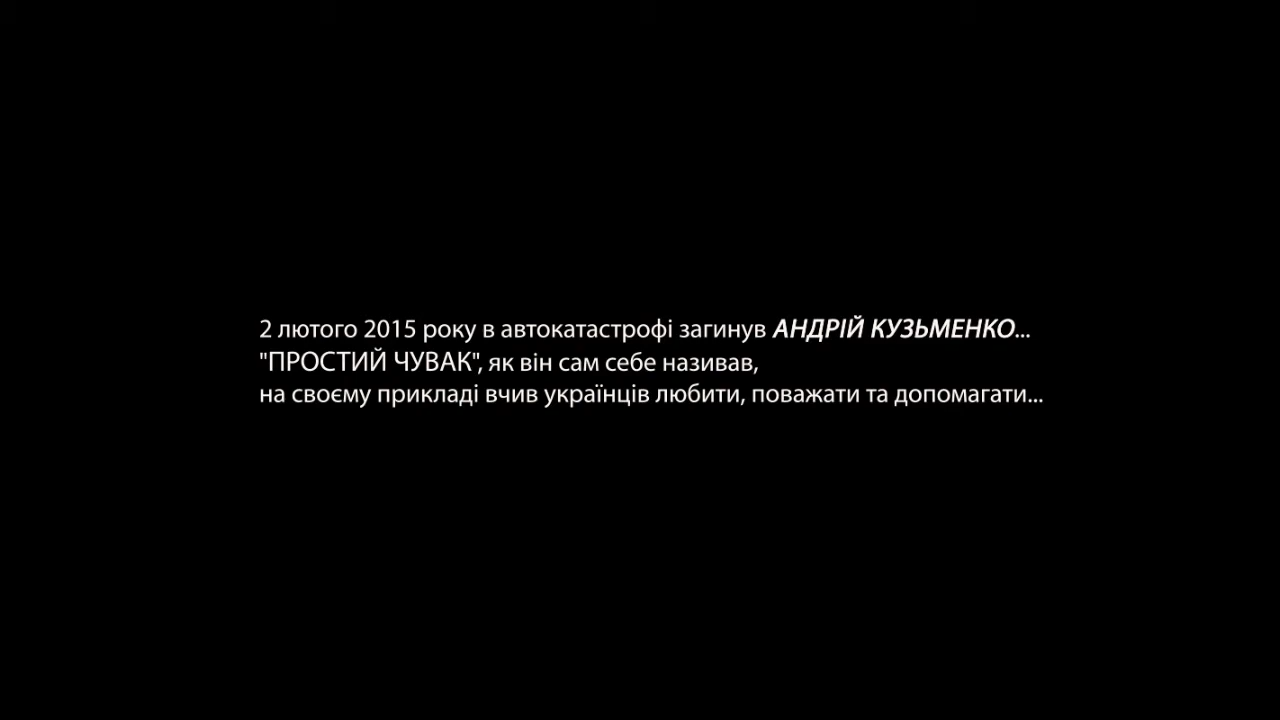 2 лютого 2015 року в автокатастрофі загинув АНДРІЙ КУЗЬМЕНКО...
"ПРОСТИЙ ЧУВАК", як він сам себе називав,
на своєму прикладі вчив українців любити, поважати та допомагати...